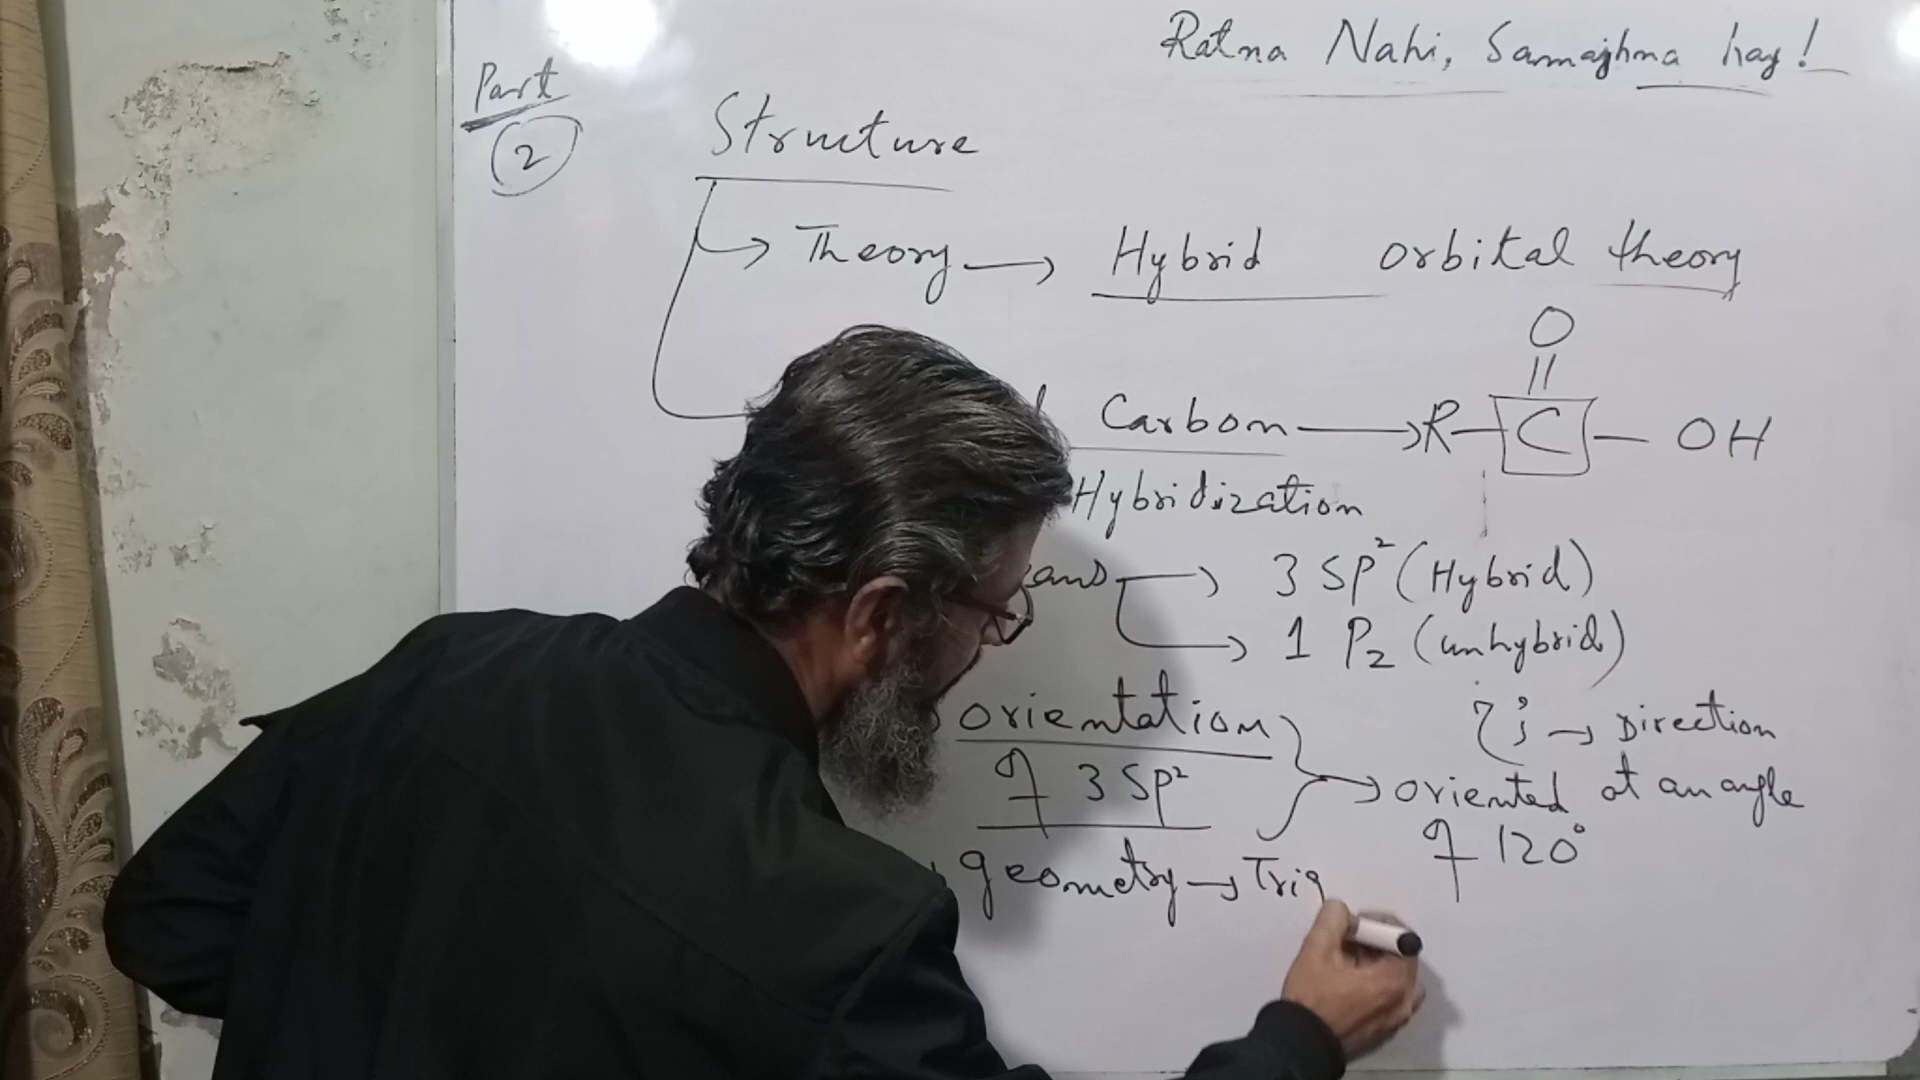 Ratna Nahi, Samajhna hay!
Part
2
Structure
Theory → Hybrid orbital theory
O
Carbon → R-C-OH
Hybridization
→ 3 SP² (Hybrid)
→ 1 Pz (unhybrid)
orientation → Direction
of 3 SP² → oriented at an angle
of 120°
geometry → Trig